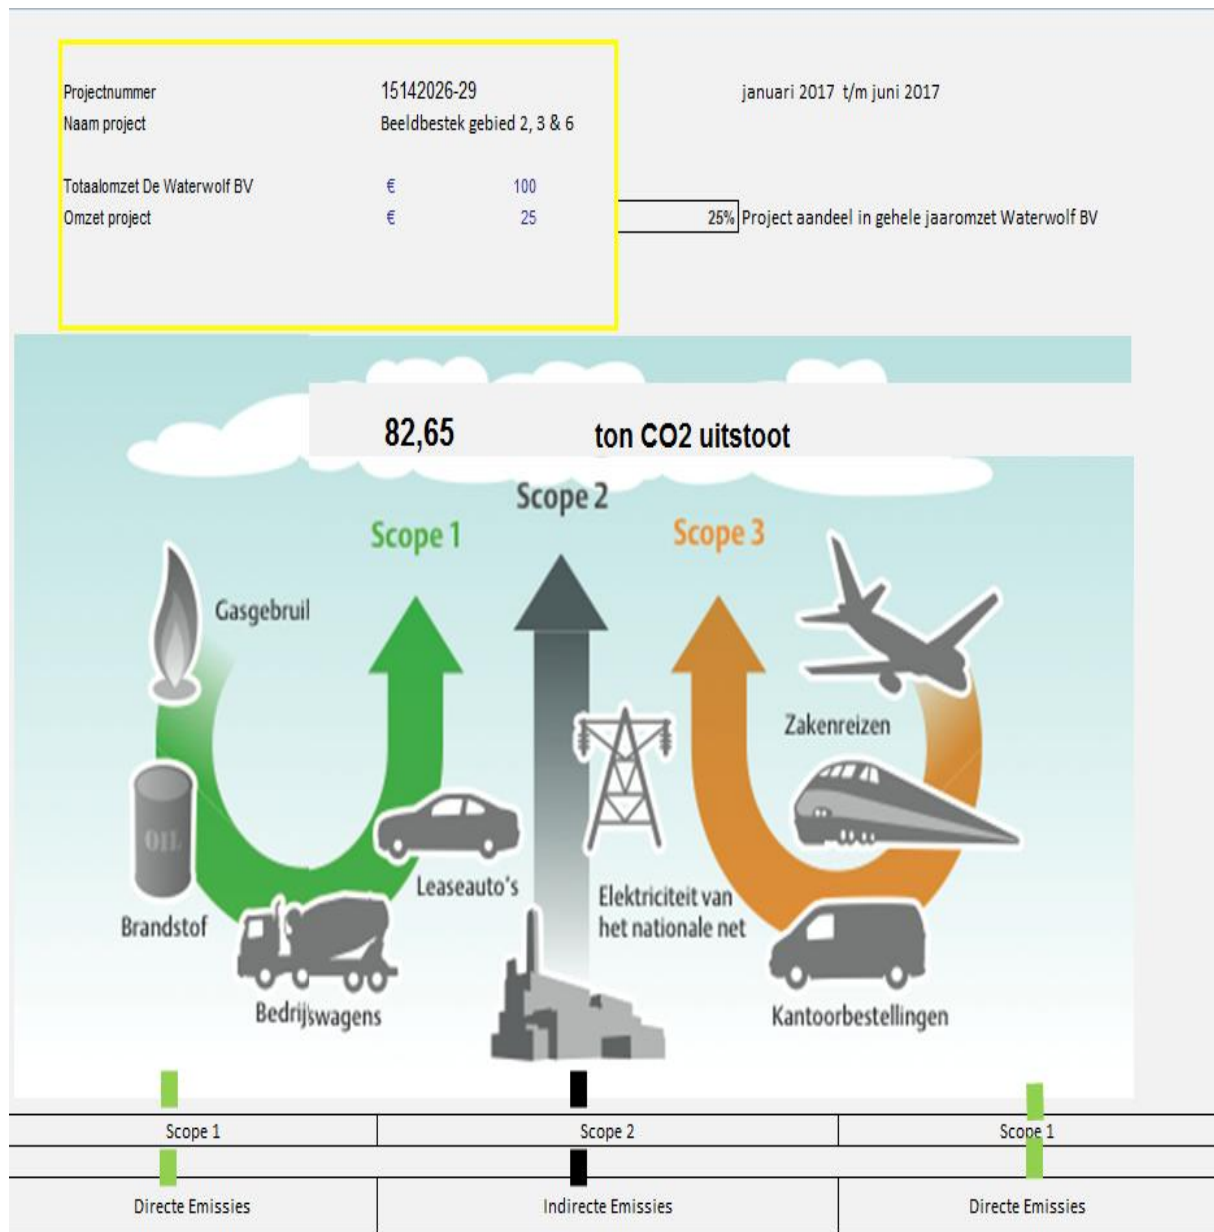 Projectnummer 15142026-29 januari 2017 t/m juni 2017
Naam project Beeldbestek gebied 2, 3 & 6
Totaalomzet De Waterwolf BV € 100
Omzet project € 25 25% Project aandeel in gehele jaaromzet Waterwolf BV
82,65 ton CO2 uitstoot
Scope 2
Scope 1 Scope 3
Gasgebruil
Zakenreizen
OIL
Leaseauto's
Elektriciteit van
het nationale net
Brandstof
Bedrijswagens
Kantoorbestellingen
Scope 1 Scope 2 Scope 1
Directe Emissies Indirecte Emissies Directe Emissies